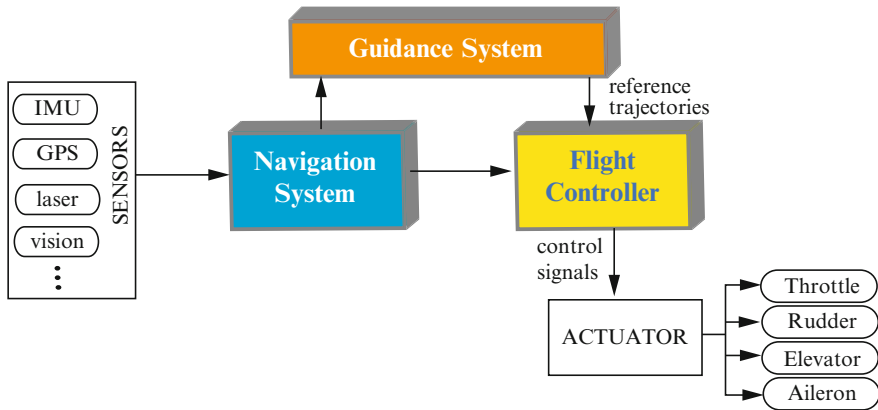 Guidance System
reference
trajectories
SENSORS
IMU
GPS
laser
vision
Navigation
System
Flight
Controller
control
signals
ACTUATOR
Throttle
Rudder
Elevator
Aileron